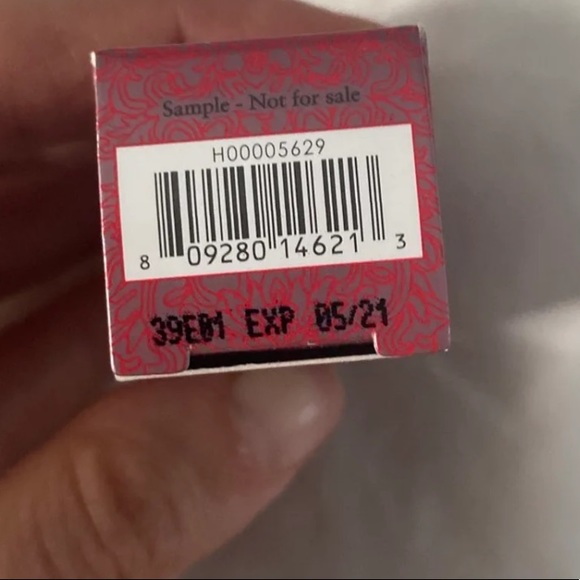 Sample - Not for sale
H00005629
8 09280 14621 3
39E01 EXP 05/21